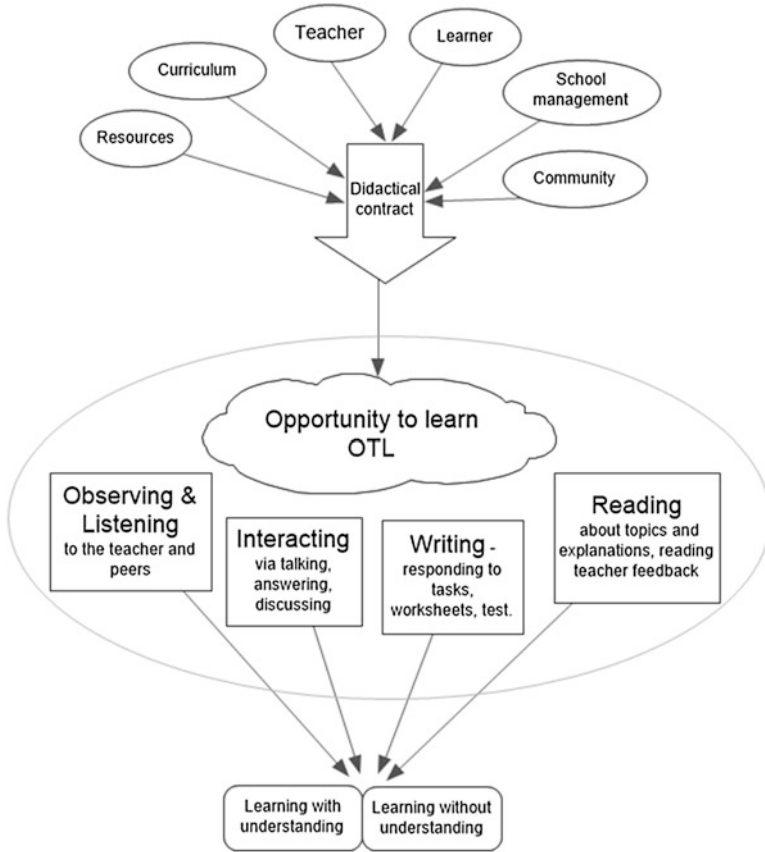 Teacher
Learner
Curriculum
School
management
Resources
Community
Didactical
contract
Opportunity to learn
OTL
Observing &
Listening
to the teacher and
peers
Interacting
via talking,
answering,
discussing
Writing -
responding to
tasks,
worksheets, test.
Reading
about topics and
explanations, reading
teacher feedback
Learning with
understanding
Learning without
understanding